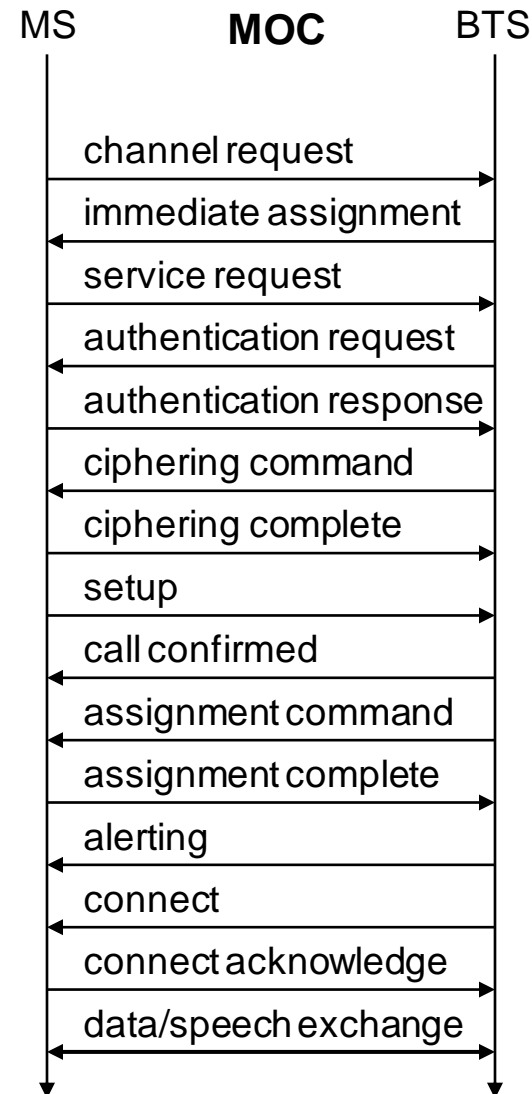 MS MOC BTS
channel request
immediate assignment
service request
authentication request
authentication response
ciphering command
ciphering complete
setup
call confirmed
assignment command
assignment complete
alerting
connect
connect acknowledge
data/speech exchange